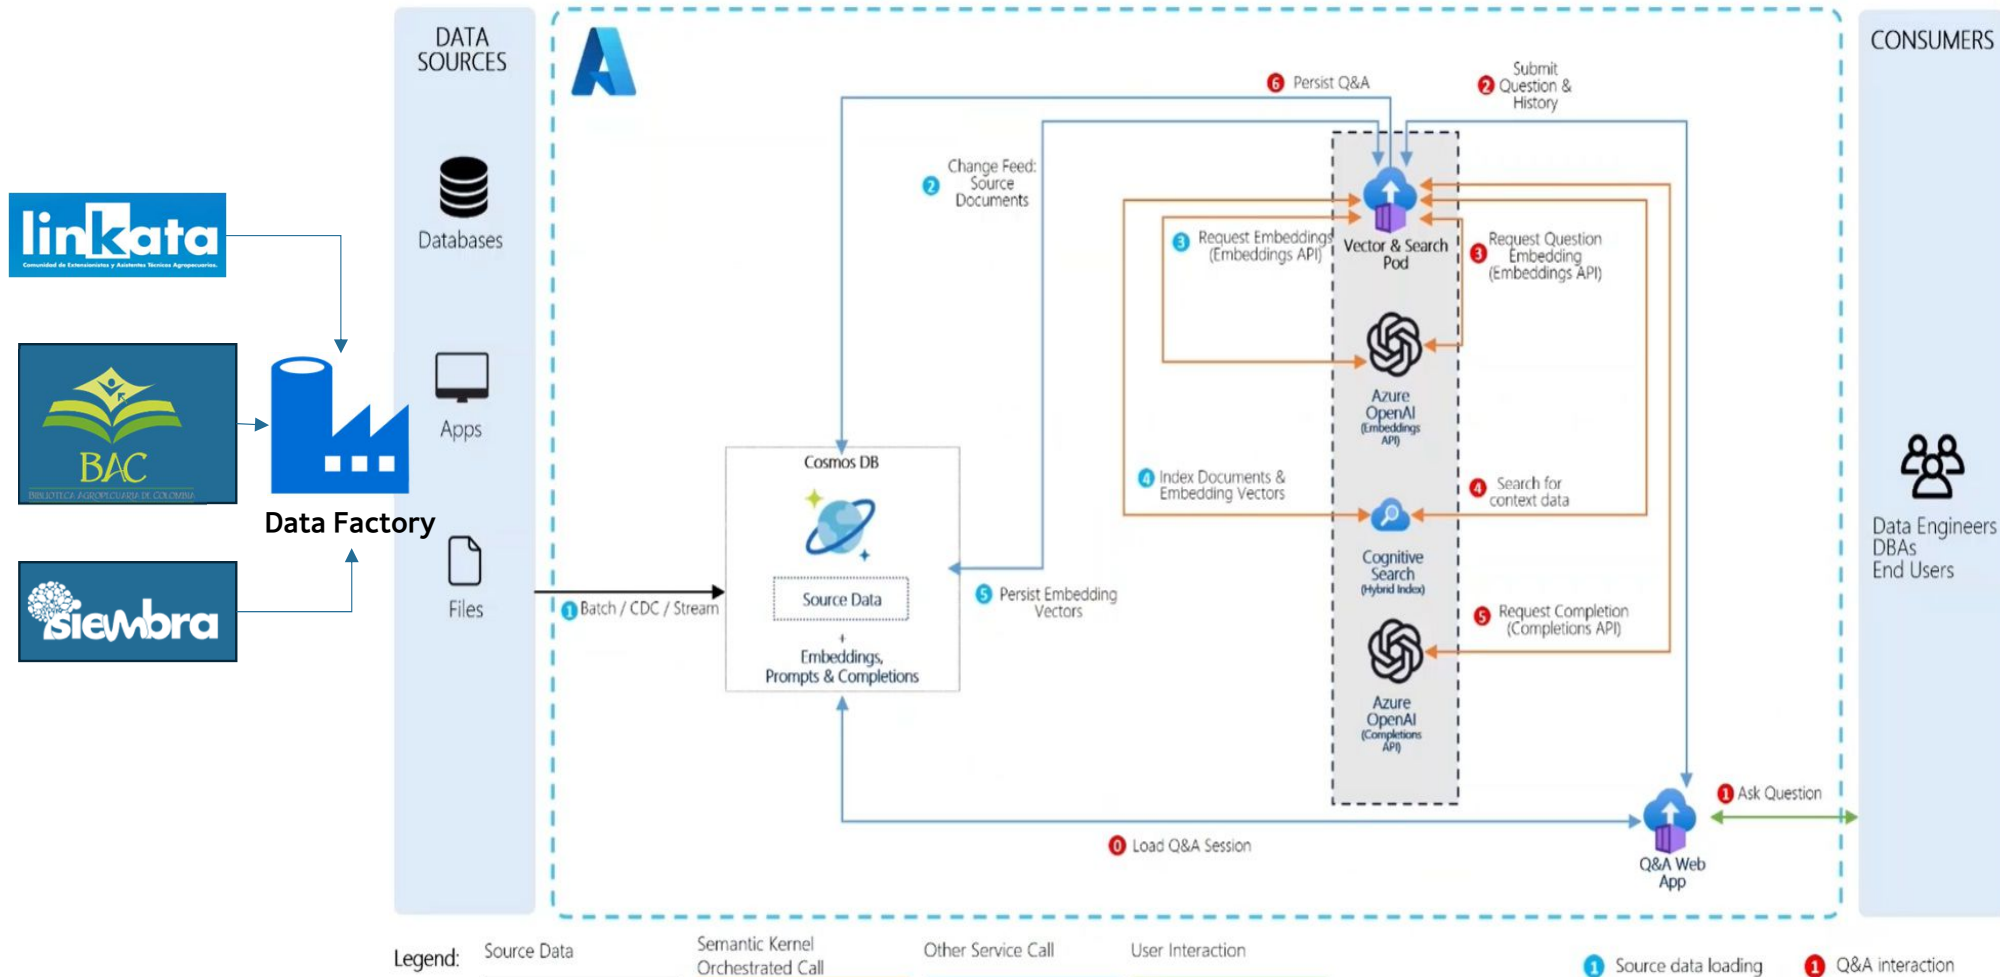 DATA
SOURCES
Databases
Apps
Files
linkata
Comunidad de Extensionistas y Asistentes Técnicos Agropecuarios.
BAC
BIBLIOTECA AGROPECUARIA DE COLOMBIA
siembra
Data Factory
1 Batch / CDC / Stream
Cosmos DB
Source Data
+
Embeddings,
Prompts & Completions
6 Persist Q&A
2 Submit
Question &
History
2 Change Feed:
Source
Documents
3 Request Embeddings
(Embeddings API)
Vector & Search
Pod
3 Request Question
Embedding
(Embeddings API)
Azure
OpenAI
(Embeddings
API)
4 Index Documents &
Embedding Vectors
4 Search for
context data
Cognitive
Search
(Hybrid Index)
5 Persist Embedding
Vectors
5 Request Completion
(Completions API)
Azure
OpenAI
(Completions
API)
0 Load Q&A Session
1 Ask Question
Q&A Web
App
CONSUMERS
Data Engineers
DBAs
End Users
Legend:
Source Data
Semantic Kernel
Orchestrated Call
Other Service Call
User Interaction
1 Source data loading
1 Q&A interaction